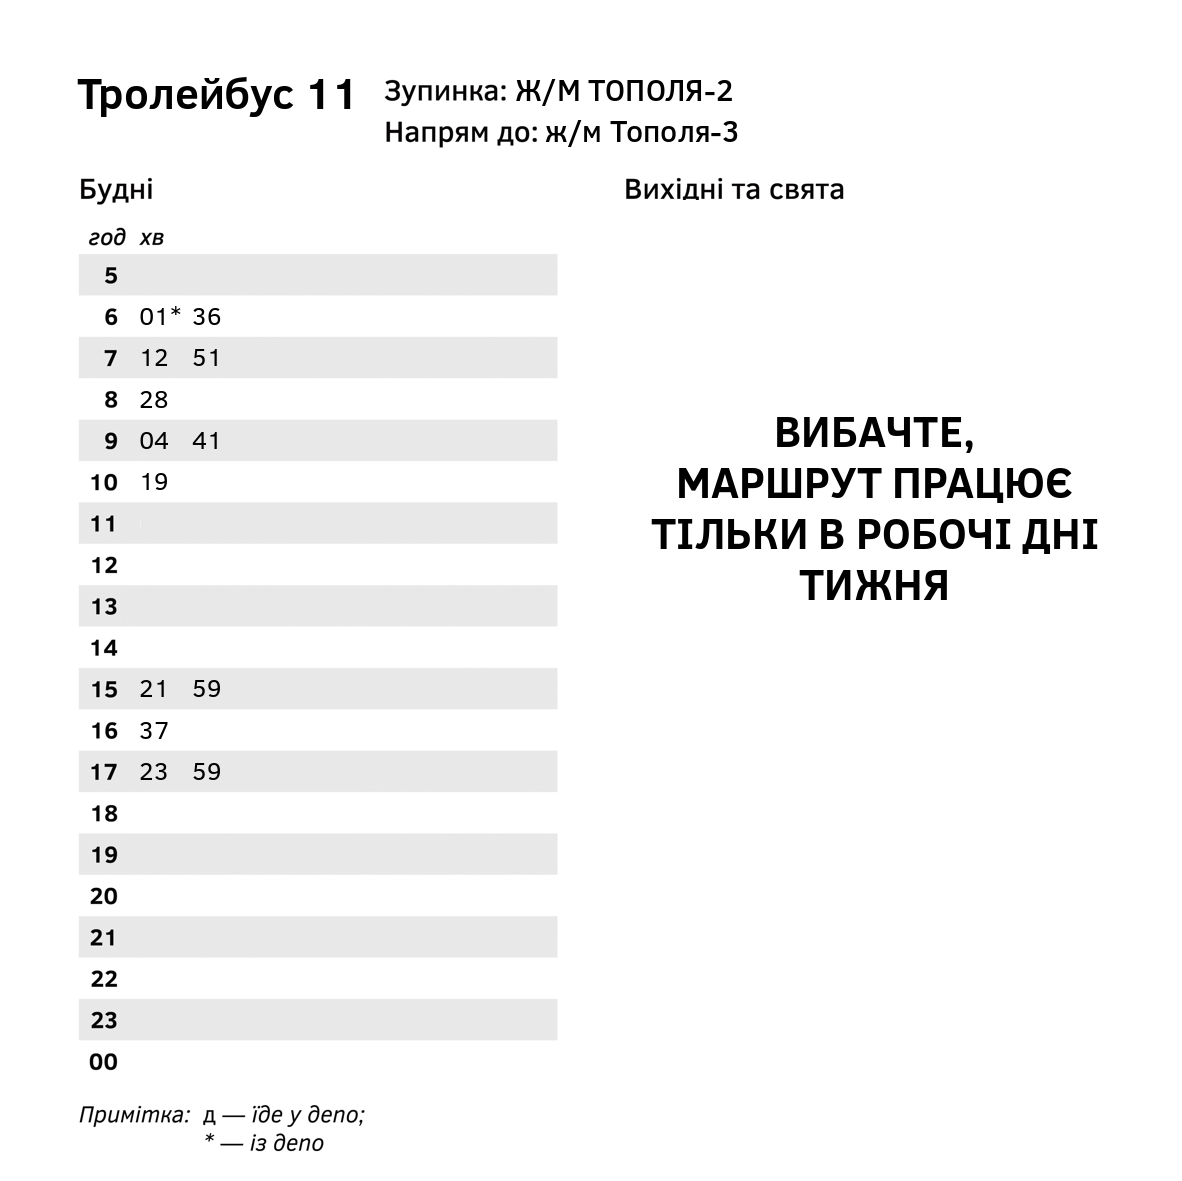 Тролейбус 11
Зупинка: Ж/М ТОПОЛЯ-2
Напрям до: ж/м Тополя-3
Будні
год хв
5
6 01* 36
7 12 51
8 28
9 04 41
10 19
11
12
13
14
15 21 59
16 37
17 23 59
18
19
20
21
22
23
00
Примітка: д — їде у депо;
* — із депо
Вихідні та свята
ВИБАЧТЕ,
МАРШРУТ ПРАЦЮЄ
ТІЛЬКИ В РОБОЧІ ДНІ
ТИЖНЯ